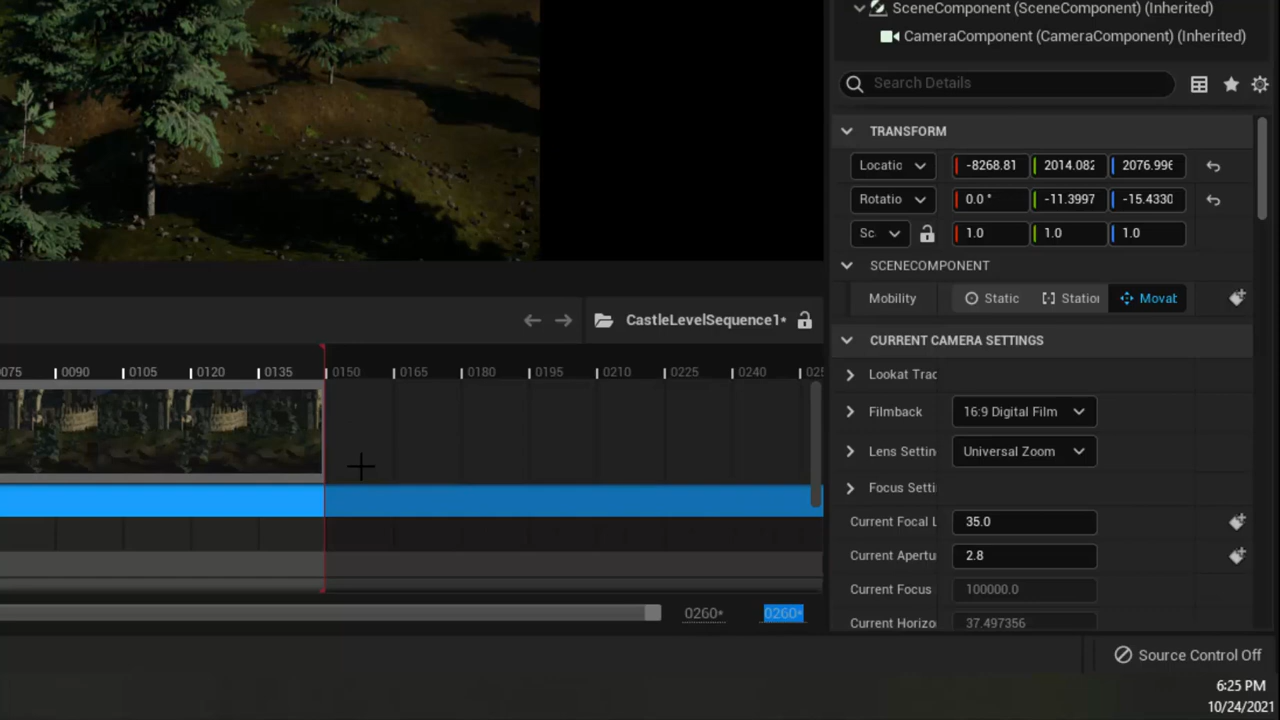 SceneComponent (SceneComponent) (Inherited)
CameraComponent (CameraComponent) (Inherited)
Search Details
TRANSFORM
Locatic -8268.81 2014.082 2076.996
Rotatio 0.0 ° -11.3997 -15.4330
Sc 1.0 1.0 1.0
SCENECOMPONENT
Mobility Static Station Movat
CastleLevelSequence1*
CURRENT CAMERA SETTINGS
075 0090 0105 0120 0135 0150 0165 0180 0195 0210 0225 0240 025
Lookat Trac
Filmback 16:9 Digital Film
Lens Settin Universal Zoom
Focus Setti
Current Focal L 35.0
Current Apertu 2.8
Current Focus 100000.0
0260* 0260*
Current Horizo 37.497356
Source Control Off
6:25 PM
10/24/2021